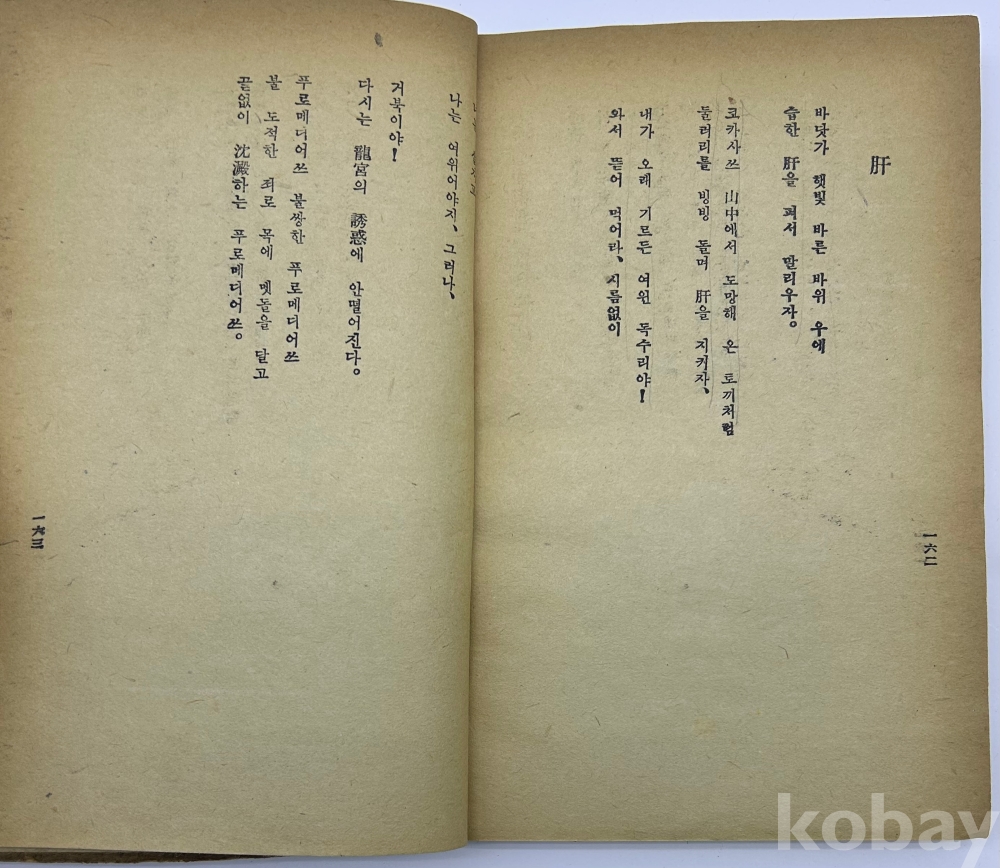 肝
바닷가 햇빛 바른 바위 우에
습한 肝을 펴서 말리우자。
코카사쓰 山中에서 도망해 온 토끼처럼
둘러리를 빙빙 돌며 肝을 지키자、
내가 오래 기르든 여윈 독수리야!
와서 뜯어 먹어라、시름없이
一六二
나는 여위어야지、그러나、
거북이야!
다시는 龍宮의 誘惑에 안떨어진다。
푸로메디어쓰 불쌍한 푸로메디어쓰
불 도적한 죄로 목에 멧돌을 달고
끝없이 沈澱하는 푸로메디어쓰。
一六三
kobay